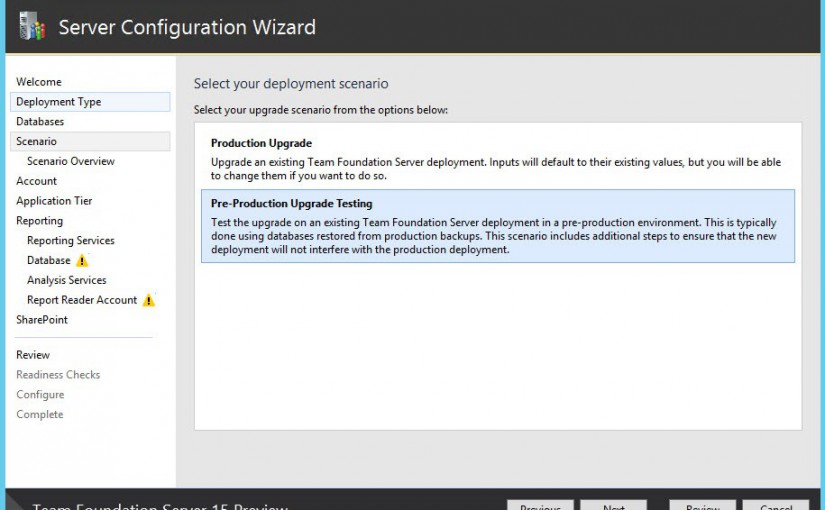 Server Configuration Wizard
Welcome
Deployment Type
Databases
Scenario
Scenario Overview
Account
Application Tier
Reporting
Reporting Services
Database
Analysis Services
Report Reader Account
SharePoint
Review
Readiness Checks
Configure
Complete
Select your deployment scenario
Select your upgrade scenario from the options below:
Production Upgrade
Upgrade an existing Team Foundation Server deployment. Inputs will default to their existing values, but you will be able
to change them if you want to do so.
Pre-Production Upgrade Testing
Test the upgrade on an existing Team Foundation Server deployment in a pre-production environment. This is typically
done using databases restored from production backups. This scenario includes additional steps to ensure that the new
deployment will not interfere with the production deployment.
Team Foundation Server 15 Preview
Previous
Next
Review
Cancel